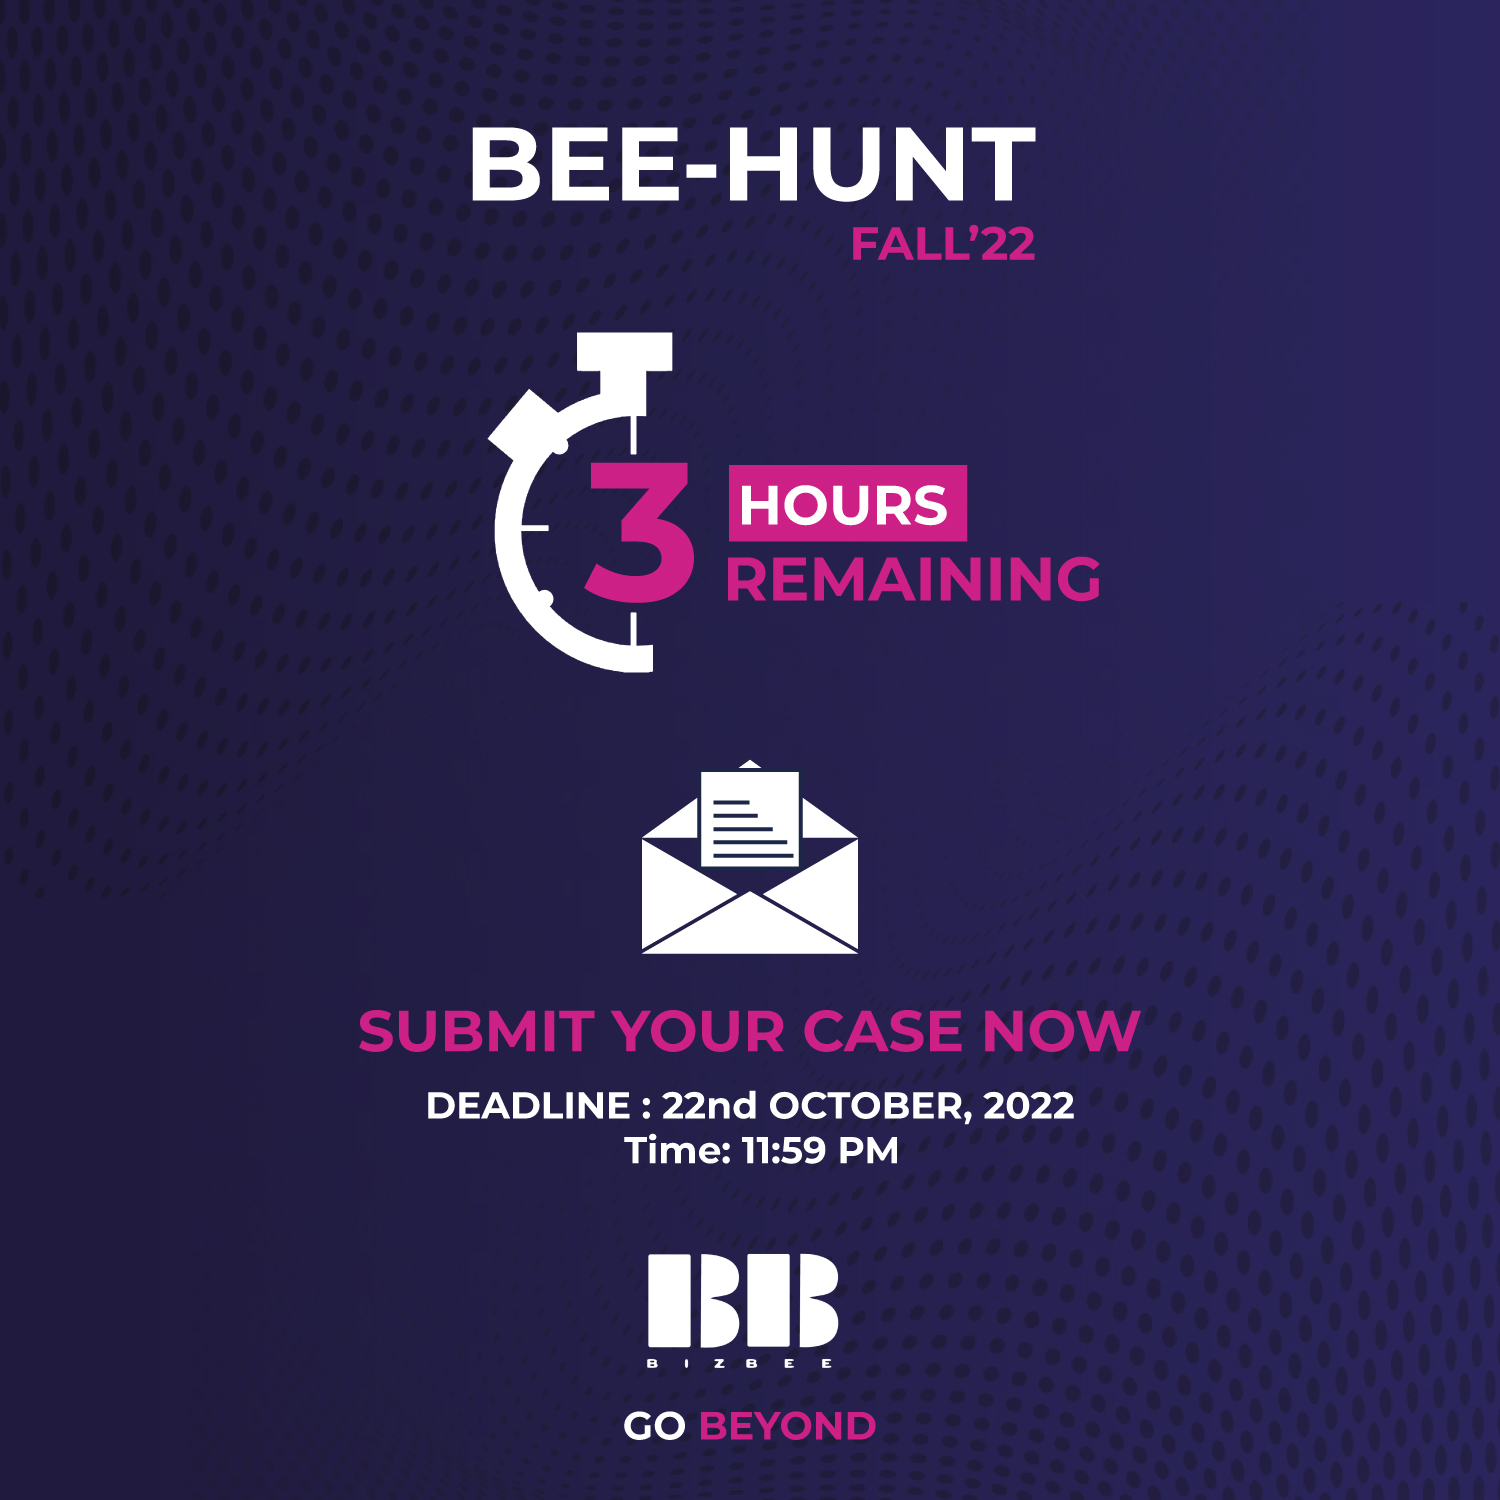 BEE-HUNT
FALL’22
3 HOURS
REMAINING
SUBMIT YOUR CASE NOW
DEADLINE : 22nd OCTOBER, 2022
Time: 11:59 PM
BB
BIZBEE
GO BEYOND